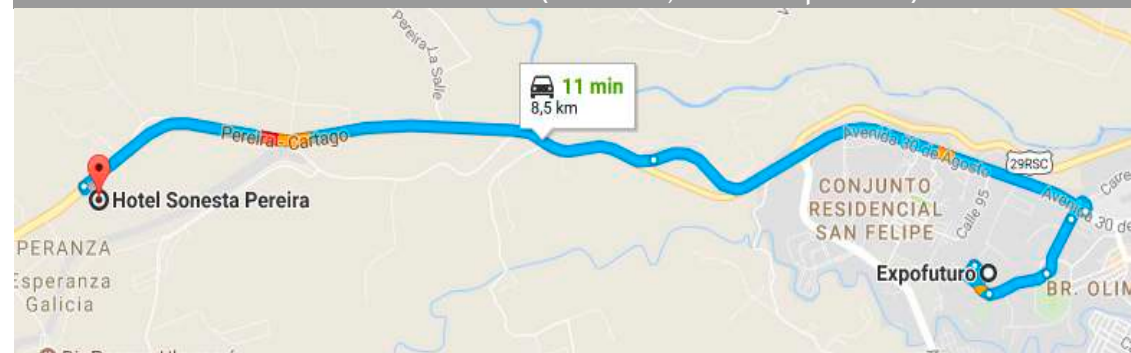 Pereira
La Salle
11 min
8,5 km
Pereira - Cartago
Avenida 30 de Agosto
29RSC
Hotel Sonesta Pereira
CONJUNTO
RESIDENCIAL
SAN FELIPE
Calle 95
Avenida 30 de
PERANZA
Esperanza
Galicia
Expofuturo
BR. OLIM